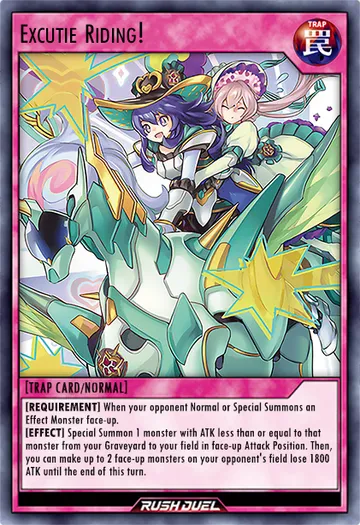 Excutie Riding!
TRAP
罠
[TRAP CARD/NORMAL]
[REQUIREMENT] When your opponent Normal or Special Summons an
Effect Monster face-up.
[EFFECT] Special Summon 1 monster with ATK less than or equal to that
monster from your Graveyard to your field in face-up Attack Position. Then,
you can make up to 2 face-up monsters on your opponent's field lose 1800
ATK until the end of this turn.
RUSH DUEL